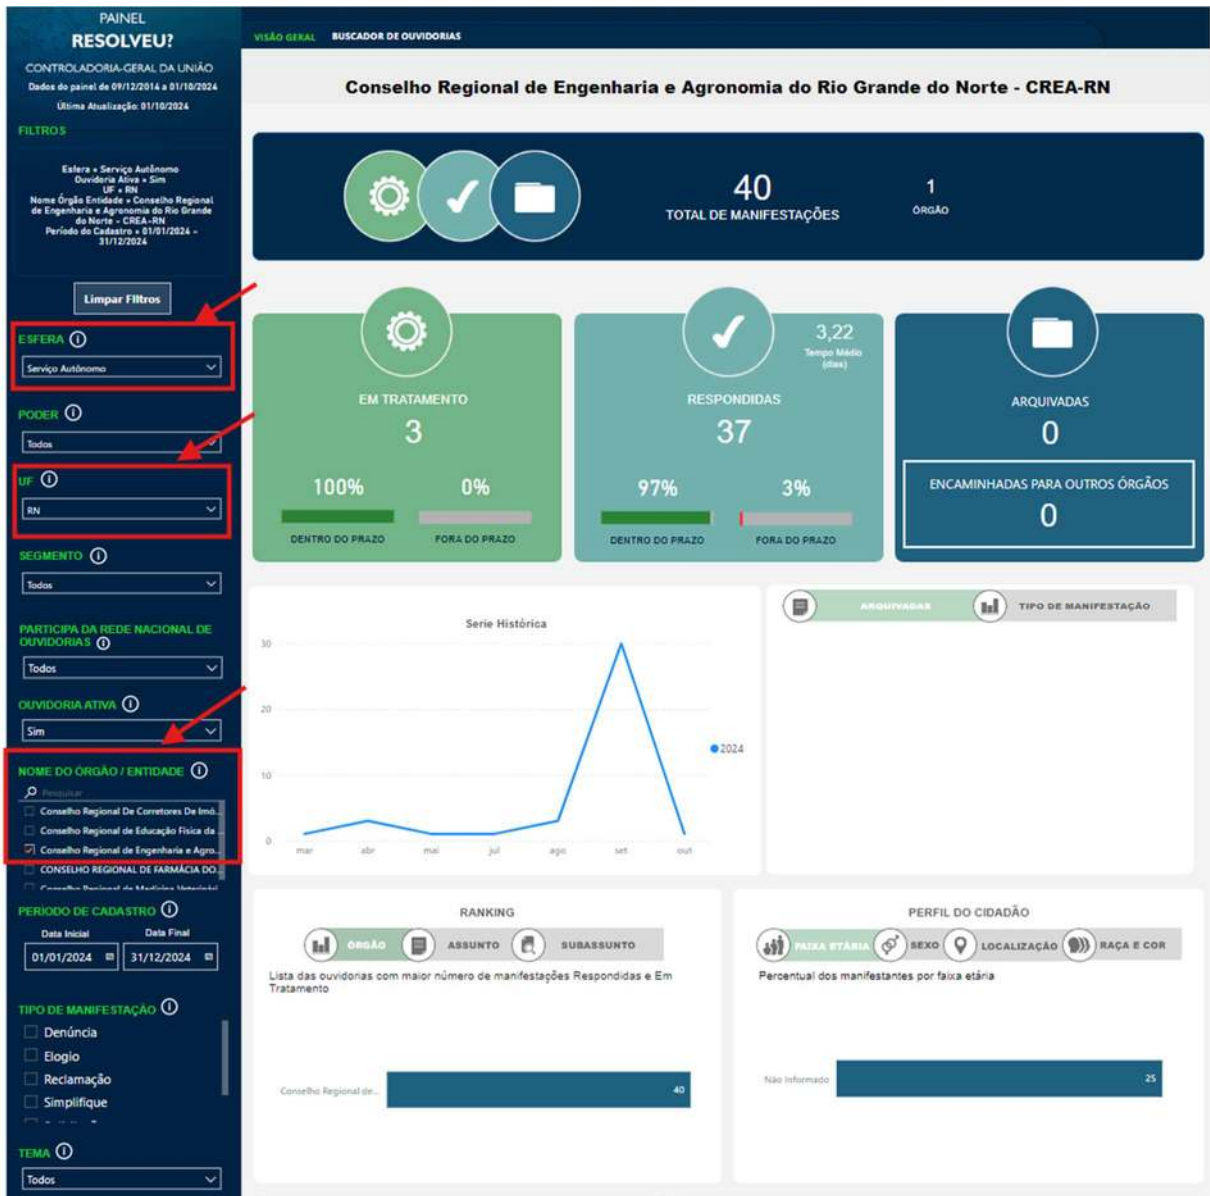 PAINEL
RESOLVEU?
CONTROLADORIA-GERAL DA UNIÃO
Dados do painel de 09/12/2014 a 01/10/2024
Última Atualização: 01/10/2024
FILTROS
Esfera = Serviço Autônomo
Ouvidoria Ativa = Sim
UF = RN
Nome Órgão Entidade = Conselho Regional
de Engenharia e Agronomia do Rio Grande
do Norte - CREA-RN
Período do Cadastro = 01/01/2024 -
31/12/2024
Limpar Filtros
ESFERA
Serviço Autônomo
PODER
Todos
UF
RN
SEGMENTO
Todos
PARTICIPA DA REDE NACIONAL DE
OUVIDORIAS
Todos
OUVIDORIA ATIVA
Sim
NOME DO ÓRGÃO / ENTIDADE
Pesquisar
Conselho Regional De Corretores De Imó...
Conselho Regional de Educação Física da ...
Conselho Regional de Engenharia e Agro...
CONSELHO REGIONAL DE FARMÁCIA DO...
Conselho Regional de Medicina Veterinári...
PERÍODO DE CADASTRO
Data Inicial Data Final
01/01/2024 31/12/2024
TIPO DE MANIFESTAÇÃO
Denúncia
Elogio
Reclamação
Simplifique
TEMA
Todos
VISÃO GERAL BUSCADOR DE OUVIDORIAS
Conselho Regional de Engenharia e Agronomia do Rio Grande do Norte - CREA-RN
40
TOTAL DE MANIFESTAÇÕES
1
ÓRGÃO
EM TRATAMENTO
3
100% 0%
DENTRO DO PRAZO FORA DO PRAZO
3,22
Tempo Médio
(dias)
RESPONDIDAS
37
97% 3%
DENTRO DO PRAZO FORA DO PRAZO
ARQUIVADAS
0
ENCAMINHADAS PARA OUTROS ÓRGÃOS
0
Serie Histórica
30
20
10
0
mar abr mai jul ago set out
2024
ARQUIVADAS TIPO DE MANIFESTAÇÃO
RANKING
ÓRGÃO ASSUNTO SUBASSUNTO
Lista das ouvidorias com maior número de manifestações Respondidas e Em
Tratamento
Conselho Regional de... 40
PERFIL DO CIDADÃO
FAIXA ETÁRIA SEXO LOCALIZAÇÃO RAÇA E COR
Percentual dos manifestantes por faixa etária
Não Informado 25